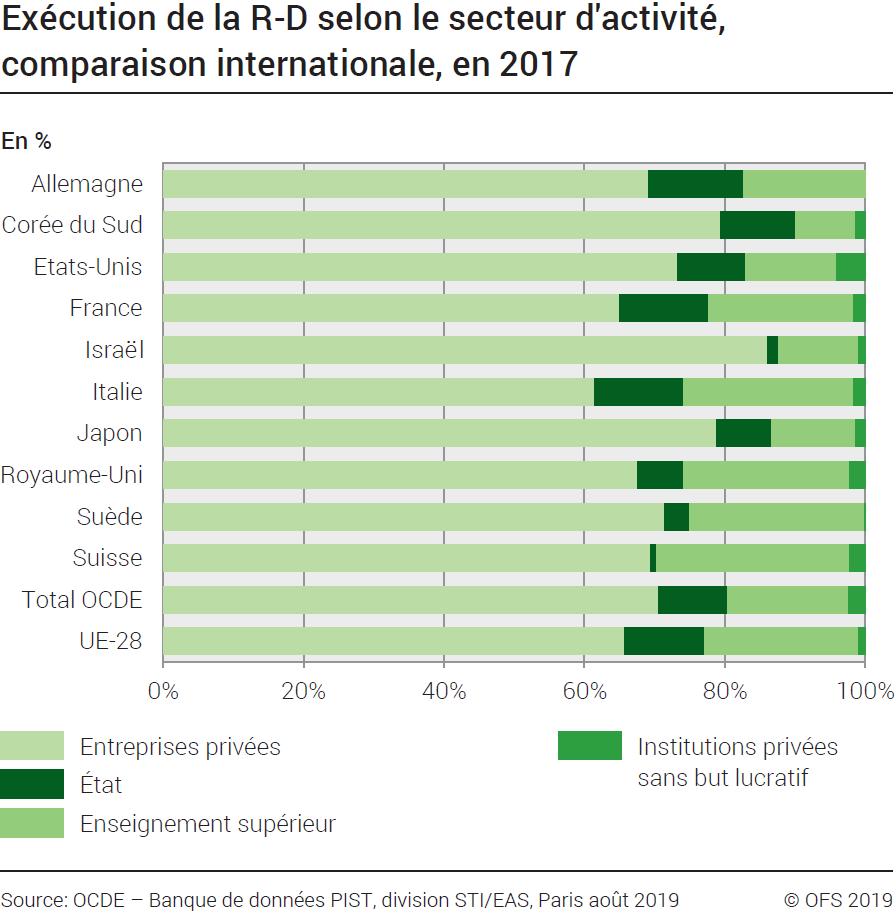 Exécution de la R-D selon le secteur d'activité,
comparaison internationale, en 2017
En %
Allemagne
Corée du Sud
Etats-Unis
France
Israël
Italie
Japon
Royaume-Uni
Suède
Suisse
Total OCDE
UE-28
0% 20% 40% 60% 80% 100%
Entreprises privées
État
Enseignement supérieur
Institutions privées
sans but lucratif
Source: OCDE – Banque de données PIST, division STI/EAS, Paris août 2019 © OFS 2019